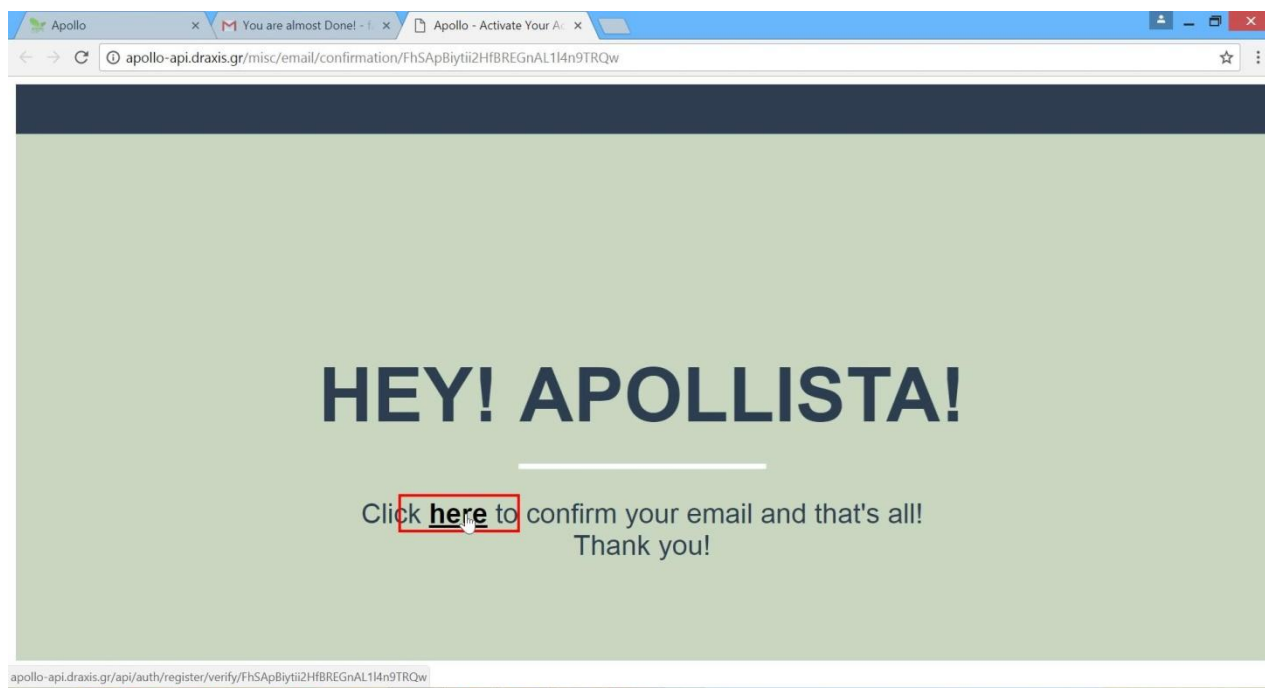 Apollo
You are almost Done! - f
Apollo - Activate Your Ac
apollo-api.draxis.gr/misc/email/confirmation/FhSApBiytii2HfBREGnAL1l4n9TRQw
HEY! APOLLISTA!
Click here to confirm your email and that's all!
Thank you!
apollo-api.draxis.gr/api/auth/register/verify/FhSApBiytii2HfBREGnAL1l4n9TRQw